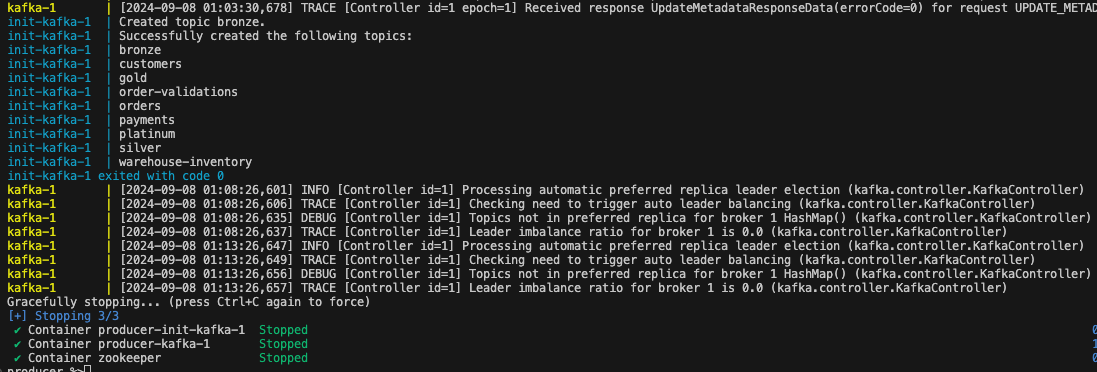 kafka-1 | [2024-09-08 01:03:30,678] TRACE [Controller id=1 epoch=1] Received response UpdateMetadataResponseData(errorCode=0) for request UPDATE_METAD
init-kafka-1 | Created topic bronze.
init-kafka-1 | Successfully created the following topics:
init-kafka-1 | bronze
init-kafka-1 | customers
init-kafka-1 | gold
init-kafka-1 | order-validations
init-kafka-1 | orders
init-kafka-1 | payments
init-kafka-1 | platinum
init-kafka-1 | silver
init-kafka-1 | warehouse-inventory
init-kafka-1 exited with code 0
kafka-1 | [2024-09-08 01:08:26,601] INFO [Controller id=1] Processing automatic preferred replica leader election (kafka.controller.KafkaController)
kafka-1 | [2024-09-08 01:08:26,606] TRACE [Controller id=1] Checking need to trigger auto leader balancing (kafka.controller.KafkaController)
kafka-1 | [2024-09-08 01:08:26,635] DEBUG [Controller id=1] Topics not in preferred replica for broker 1 HashMap() (kafka.controller.KafkaController)
kafka-1 | [2024-09-08 01:08:26,637] TRACE [Controller id=1] Leader imbalance ratio for broker 1 is 0.0 (kafka.controller.KafkaController)
kafka-1 | [2024-09-08 01:13:26,647] INFO [Controller id=1] Processing automatic preferred replica leader election (kafka.controller.KafkaController)
kafka-1 | [2024-09-08 01:13:26,649] TRACE [Controller id=1] Checking need to trigger auto leader balancing (kafka.controller.KafkaController)
kafka-1 | [2024-09-08 01:13:26,656] DEBUG [Controller id=1] Topics not in preferred replica for broker 1 HashMap() (kafka.controller.KafkaController)
kafka-1 | [2024-09-08 01:13:26,657] TRACE [Controller id=1] Leader imbalance ratio for broker 1 is 0.0 (kafka.controller.KafkaController)
Gracefully stopping... (press Ctrl+C again to force)
[+] Stopping 3/3
✔ Container producer-init-kafka-1 Stopped 0
✔ Container producer-kafka-1 Stopped 1
✔ Container zookeeper Stopped 0
producer %>